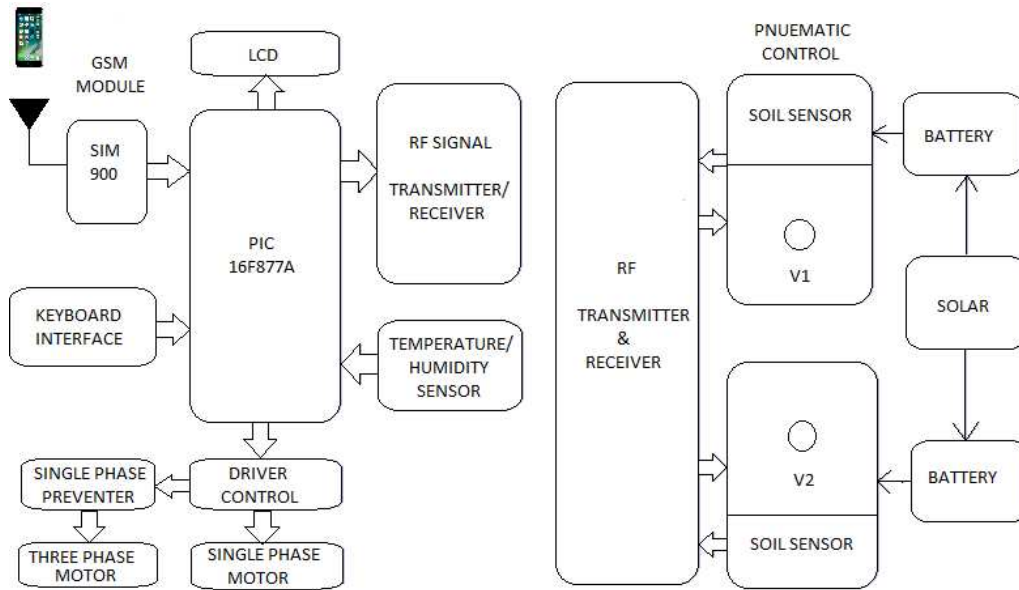 GSM
MODULE
SIM
900
LCD
PIC
16F877A
RF SIGNAL
TRANSMITTER/
RECEIVER
KEYBOARD
INTERFACE
TEMPERATURE/
HUMIDITY
SENSOR
DRIVER
CONTROL
SINGLE PHASE
PREVENTER
THREE PHASE
MOTOR
SINGLE PHASE
MOTOR
RF
TRANSMITTER
&
RECEIVER
PNUEMATIC
CONTROL
SOIL SENSOR
V1
V2
SOIL SENSOR
BATTERY
SOLAR
BATTERY